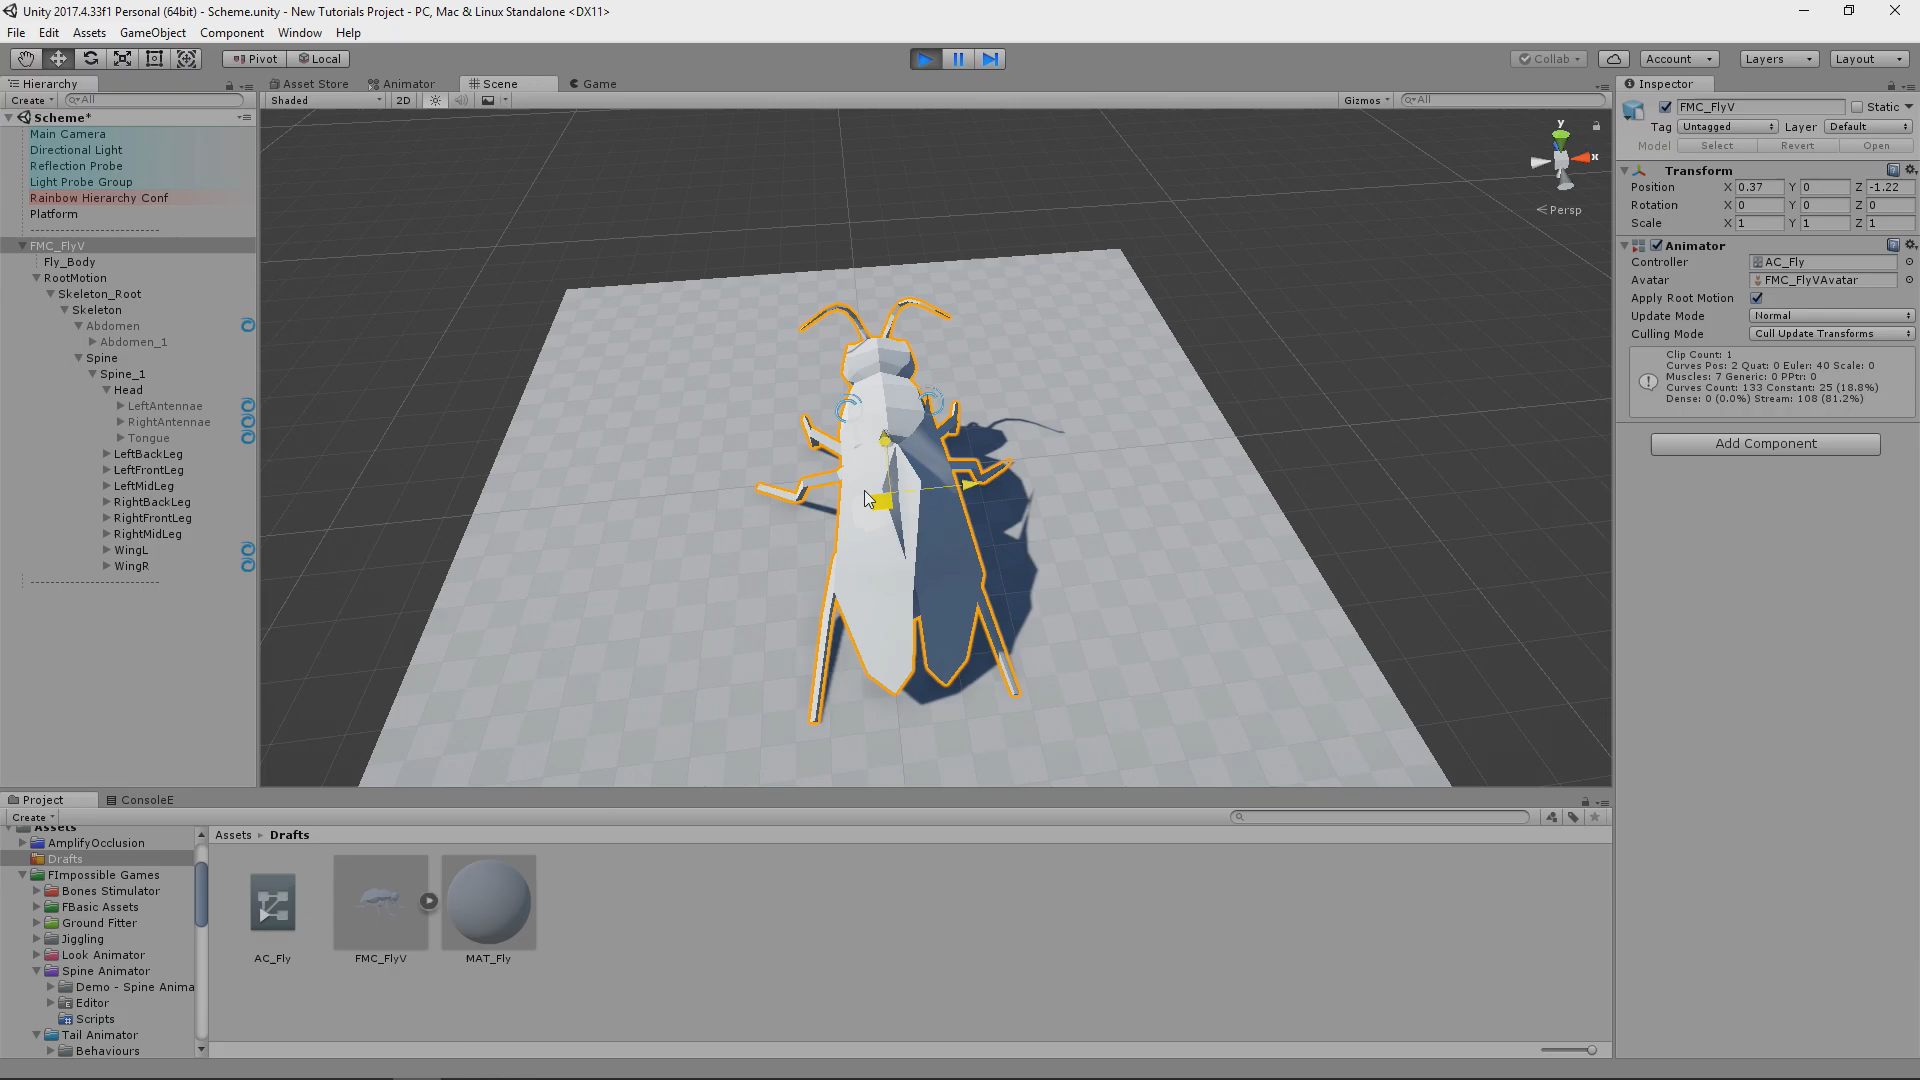 Unity 2017.4.33f1 Personal (64bit) - Scheme.unity - New Tutorials Project - PC, Mac & Linux Standalone <DX11>
File Edit Assets GameObject Component Window Help
Pivot Local Collab Account Layers Layout
Hierarchy
Create All
Scheme*
Main Camera
Directional Light
Reflection Probe
Light Probe Group
Rainbow Hierarchy Conf
Platform
FMC_FlyV
Fly_Body
RootMotion
Skeleton_Root
Skeleton
Abdomen
Abdomen_1
Spine
Spine_1
Head
LeftAntennae
RightAntennae
Tongue
LeftBackLeg
LeftFrontLeg
LeftMidLeg
RightBackLeg
RightFrontLeg
RightMidLeg
WingL
WingR
Asset Store Animator Scene Game
Shaded 2D Gizmos All
y
x
Persp
Inspector
FMC_FlyV Static
Tag Untagged Layer Default
Model Select Revert Open
Transform
Position X 0.37 Y 0 Z -1.22
Rotation X 0 Y 0 Z 0
Scale X 1 Y 1 Z 1
Animator
Controller AC_Fly
Avatar FMC_FlyVAvatar
Apply Root Motion
Update Mode Normal
Culling Mode Cull Update Transforms
Clip Count: 1
Curves Pos: 2 Quat: 0 Euler: 40 Scale: 0
Muscles: 7 Generic: 0 PPtr: 0
Curves Count: 133 Constant: 25 (18.8%)
Dense: 0 (0.0%) Stream: 108 (81.2%)
Add Component
Project ConsoleE
Create
Assets
AmplifyOcclusion
Drafts
FImpossible Games
Bones Stimulator
FBasic Assets
Ground Fitter
Jiggling
Look Animator
Spine Animator
Demo - Spine Anima
Editor
Scripts
Tail Animator
Behaviours
Assets Drafts
AC_Fly FMC_FlyV MAT_Fly